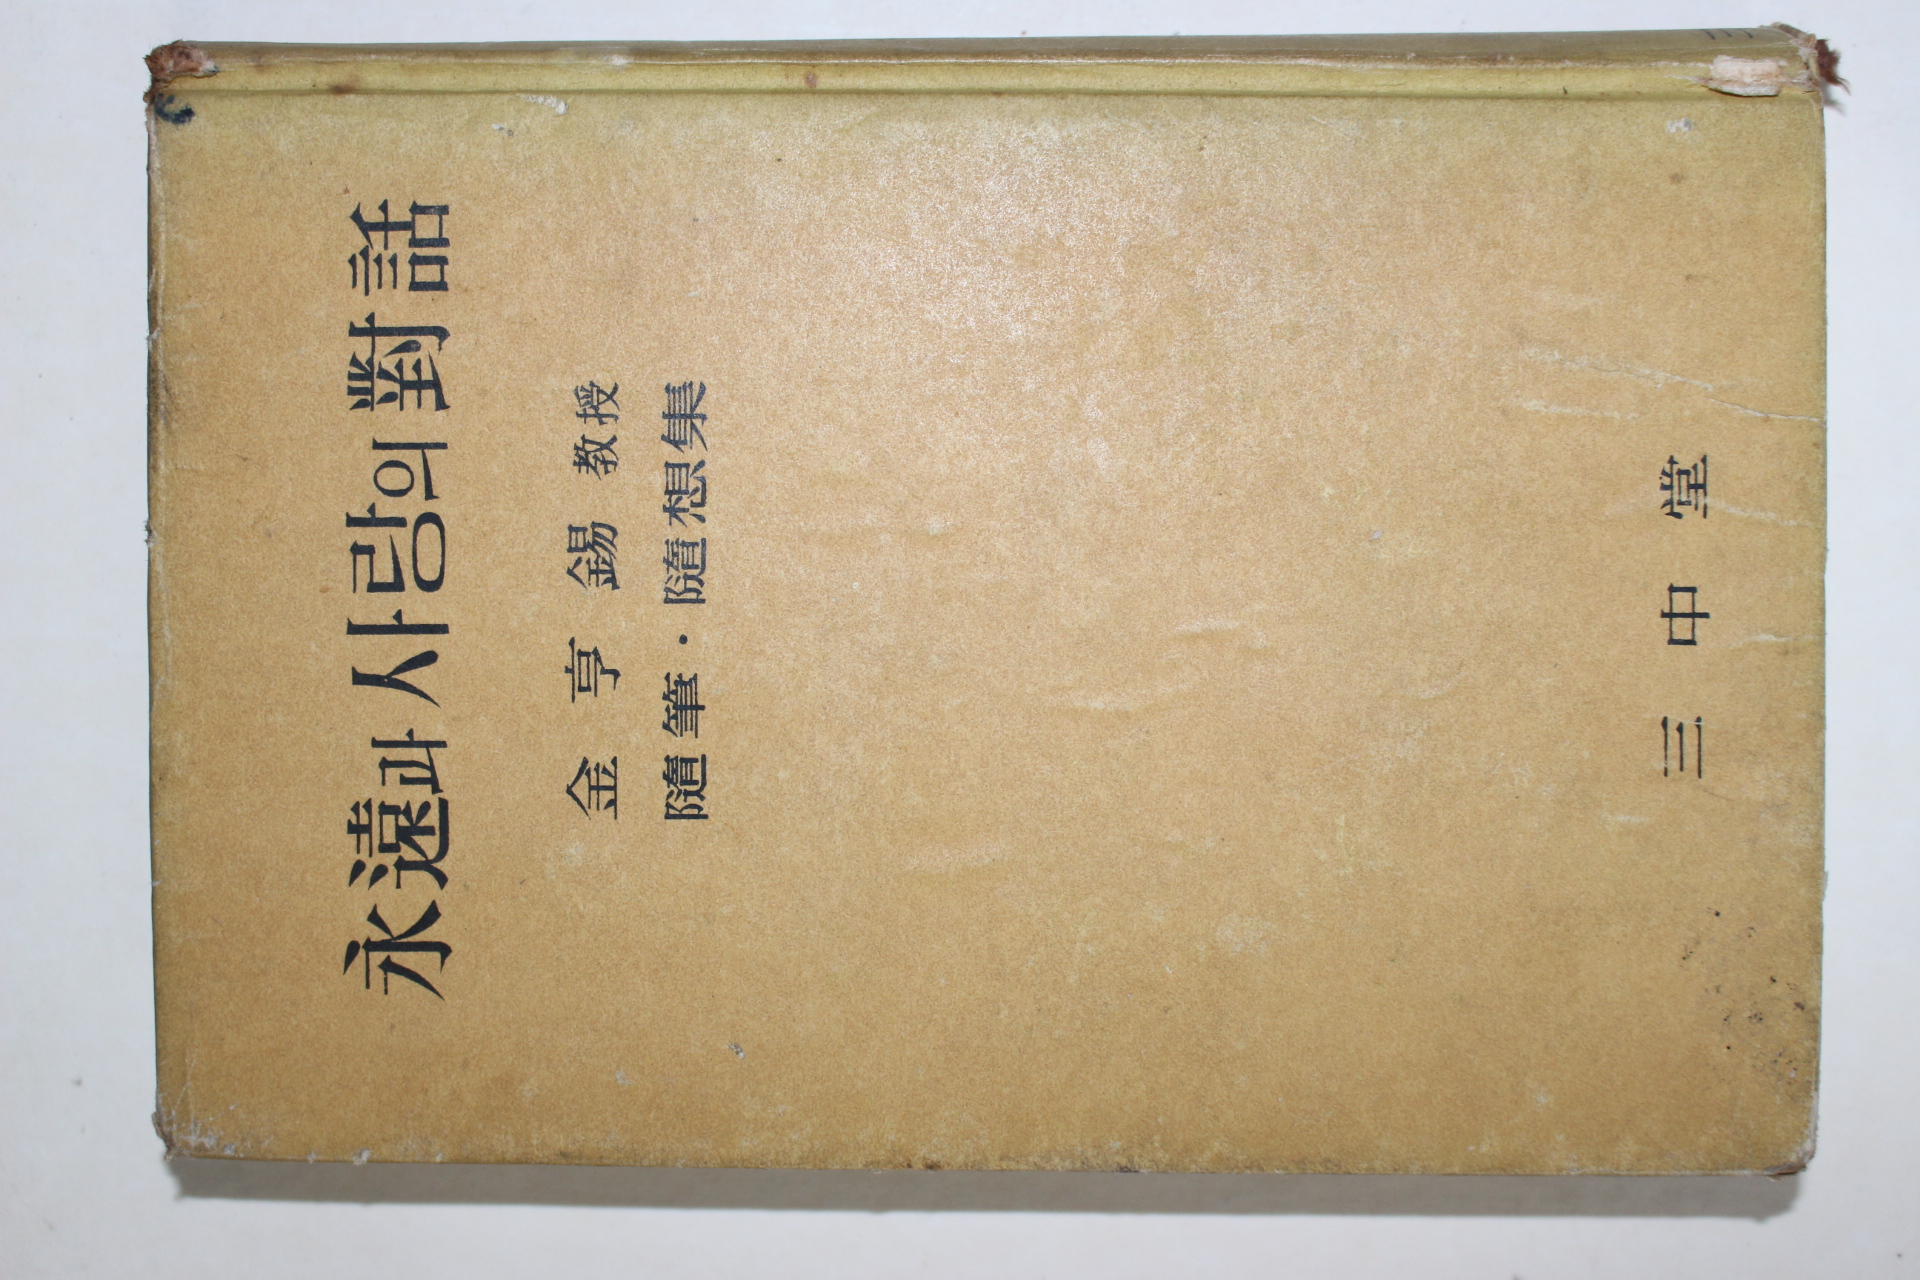 永遠과 사랑의 對話
金亨錫 教授
隨筆·隨想集
三中堂